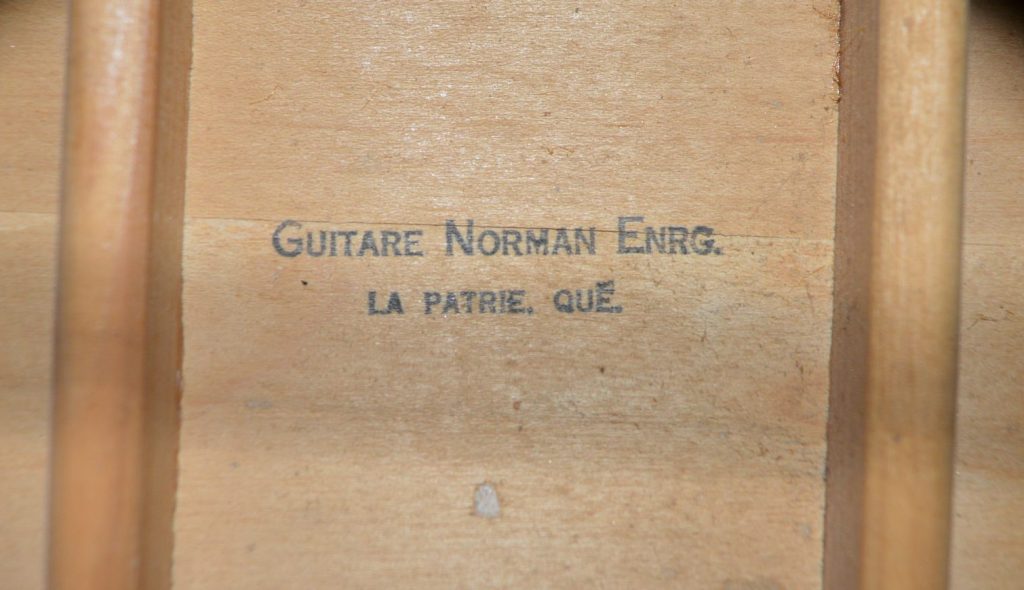 GUITARE NORMAN ENRG.
LA PATRIE, QUÉ.